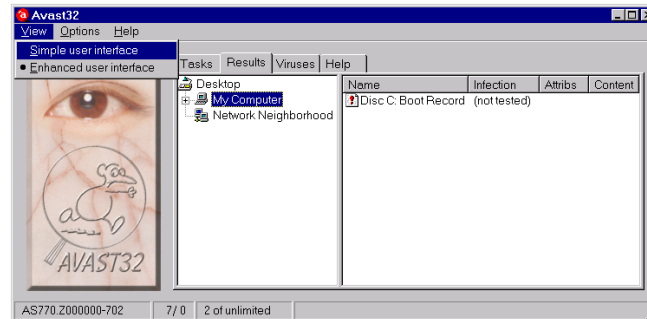 Avast32
View Options Help
Simple user interface
Enhanced user interface
Tasks Results Viruses Help
Desktop
My Computer
Network Neighborhood
Name Infection Attribs Content
Disc C: Boot Record (not tested)
AVAST32
AS770.Z000000-702 7/ 0 2 of unlimited